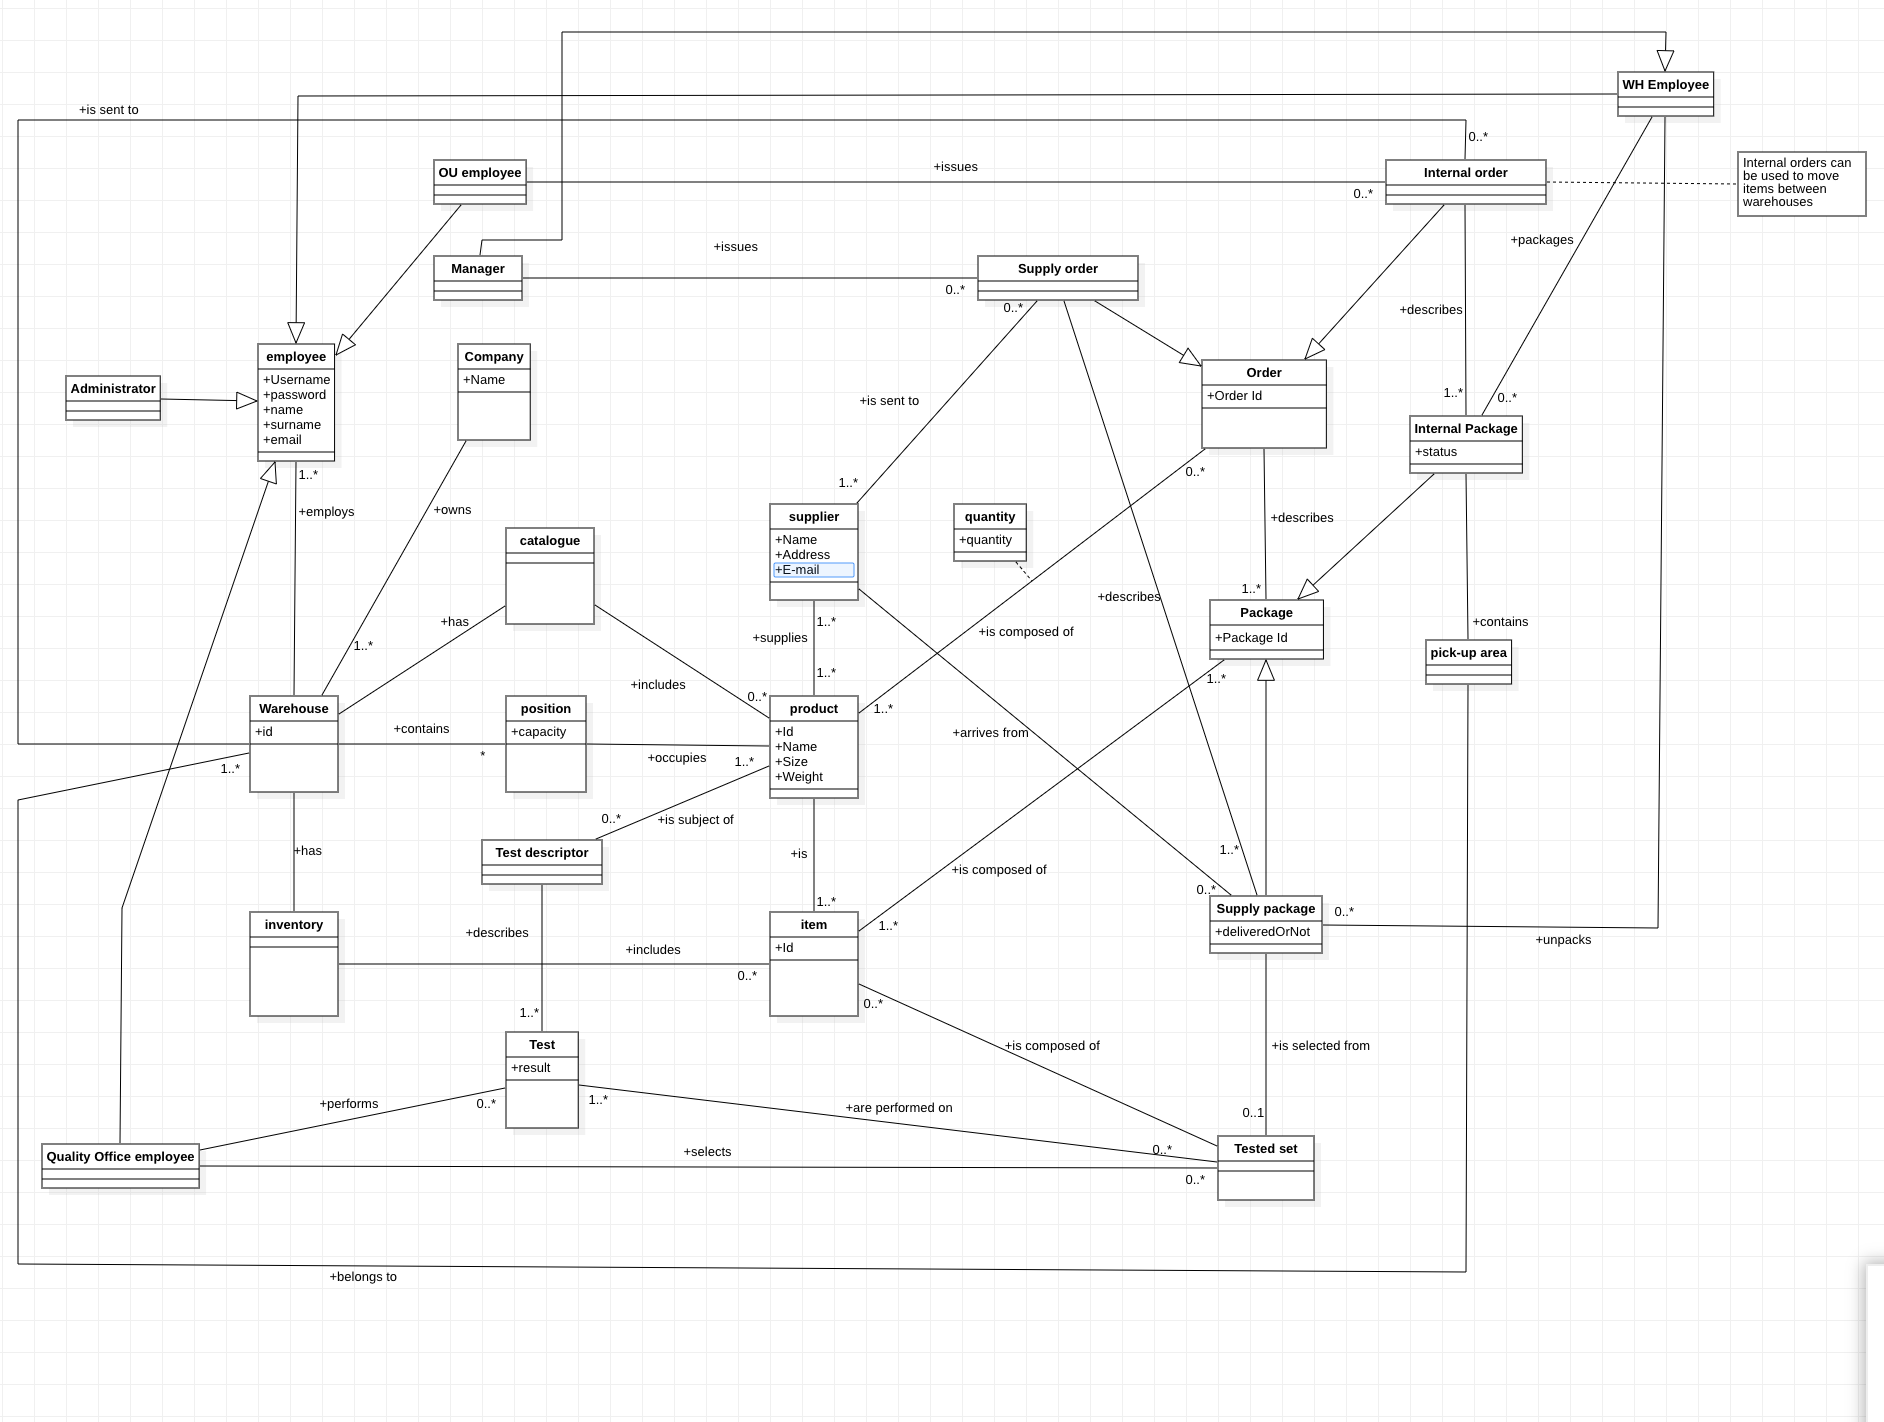 WH Employee
+is sent to
0..*
Internal orders can
be used to move
items between
warehouses
OU employee
+issues
Internal order
0..*
+packages
+issues
Manager
Supply order
0..*
0..*
+describes
employee
+Username
+password
+name
+surname
+email
Company
+Name
Administrator
Order
+Order Id
1..*
0..*
+is sent to
Internal Package
+status
1..*
+employs
+owns
1..*
0..*
supplier
+Name
+Address
+E-mail
quantity
+quantity
+describes
catalogue
1..*
+describes
Package
+Package Id
+has
1..*
+supplies
+is composed of
+contains
1..*
pick-up area
1..*
1..*
+includes
0..*
Warehouse
+id
position
+capacity
product
+Id
+Name
+Size
+Weight
1..*
+contains
*
+arrives from
+occupies
1..*
1..*
0..*
+is subject of
Test descriptor
+has
+is
1..*
+is composed of
0..*
1..*
Supply package
+deliveredOrNot
0..*
inventory
item
+Id
1..*
+describes
+unpacks
+includes
0..*
0..*
1..*
Test
+result
+is composed of
+is selected from
+performs
0..*
1..*
+are performed on
0..1
Quality Office employee
+selects
0..*
Tested set
0..*
+belongs to